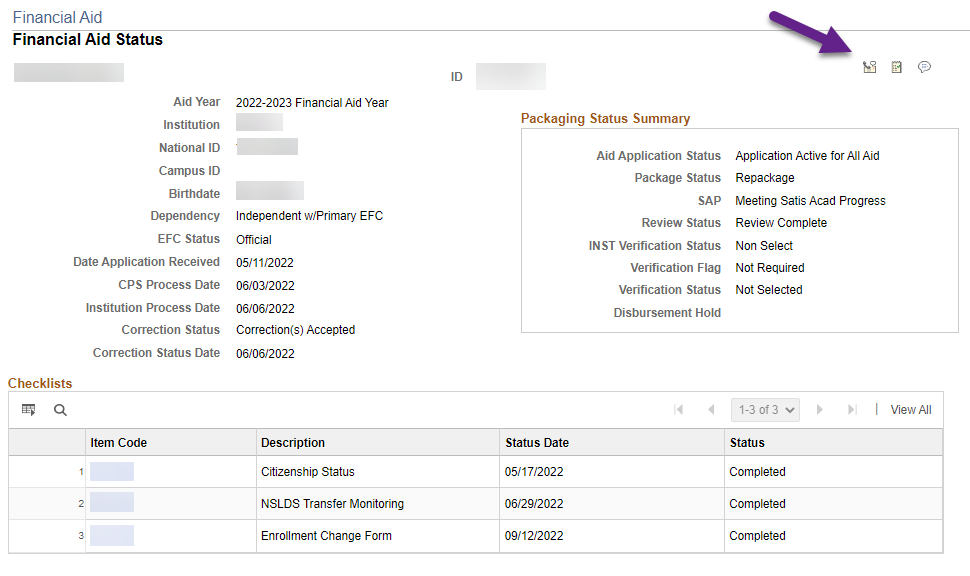 Financial Aid
Financial Aid Status
ID
Aid Year 2022-2023 Financial Aid Year
Institution
National ID
Campus ID
Birthdate
Dependency Independent w/Primary EFC
EFC Status Official
Date Application Received 05/11/2022
CPS Process Date 06/03/2022
Institution Process Date 06/06/2022
Correction Status Correction(s) Accepted
Correction Status Date 06/06/2022
Packaging Status Summary
Aid Application Status Application Active for All Aid
Package Status Repackage
SAP Meeting Satis Acad Progress
Review Status Review Complete
INST Verification Status Non Select
Verification Flag Not Required
Verification Status Not Selected
Disbursement Hold
Checklists
1-3 of 3 | View All
Item Code Description Status Date Status
1 Citizenship Status 05/17/2022 Completed
2 NSLDS Transfer Monitoring 06/29/2022 Completed
3 Enrollment Change Form 09/12/2022 Completed